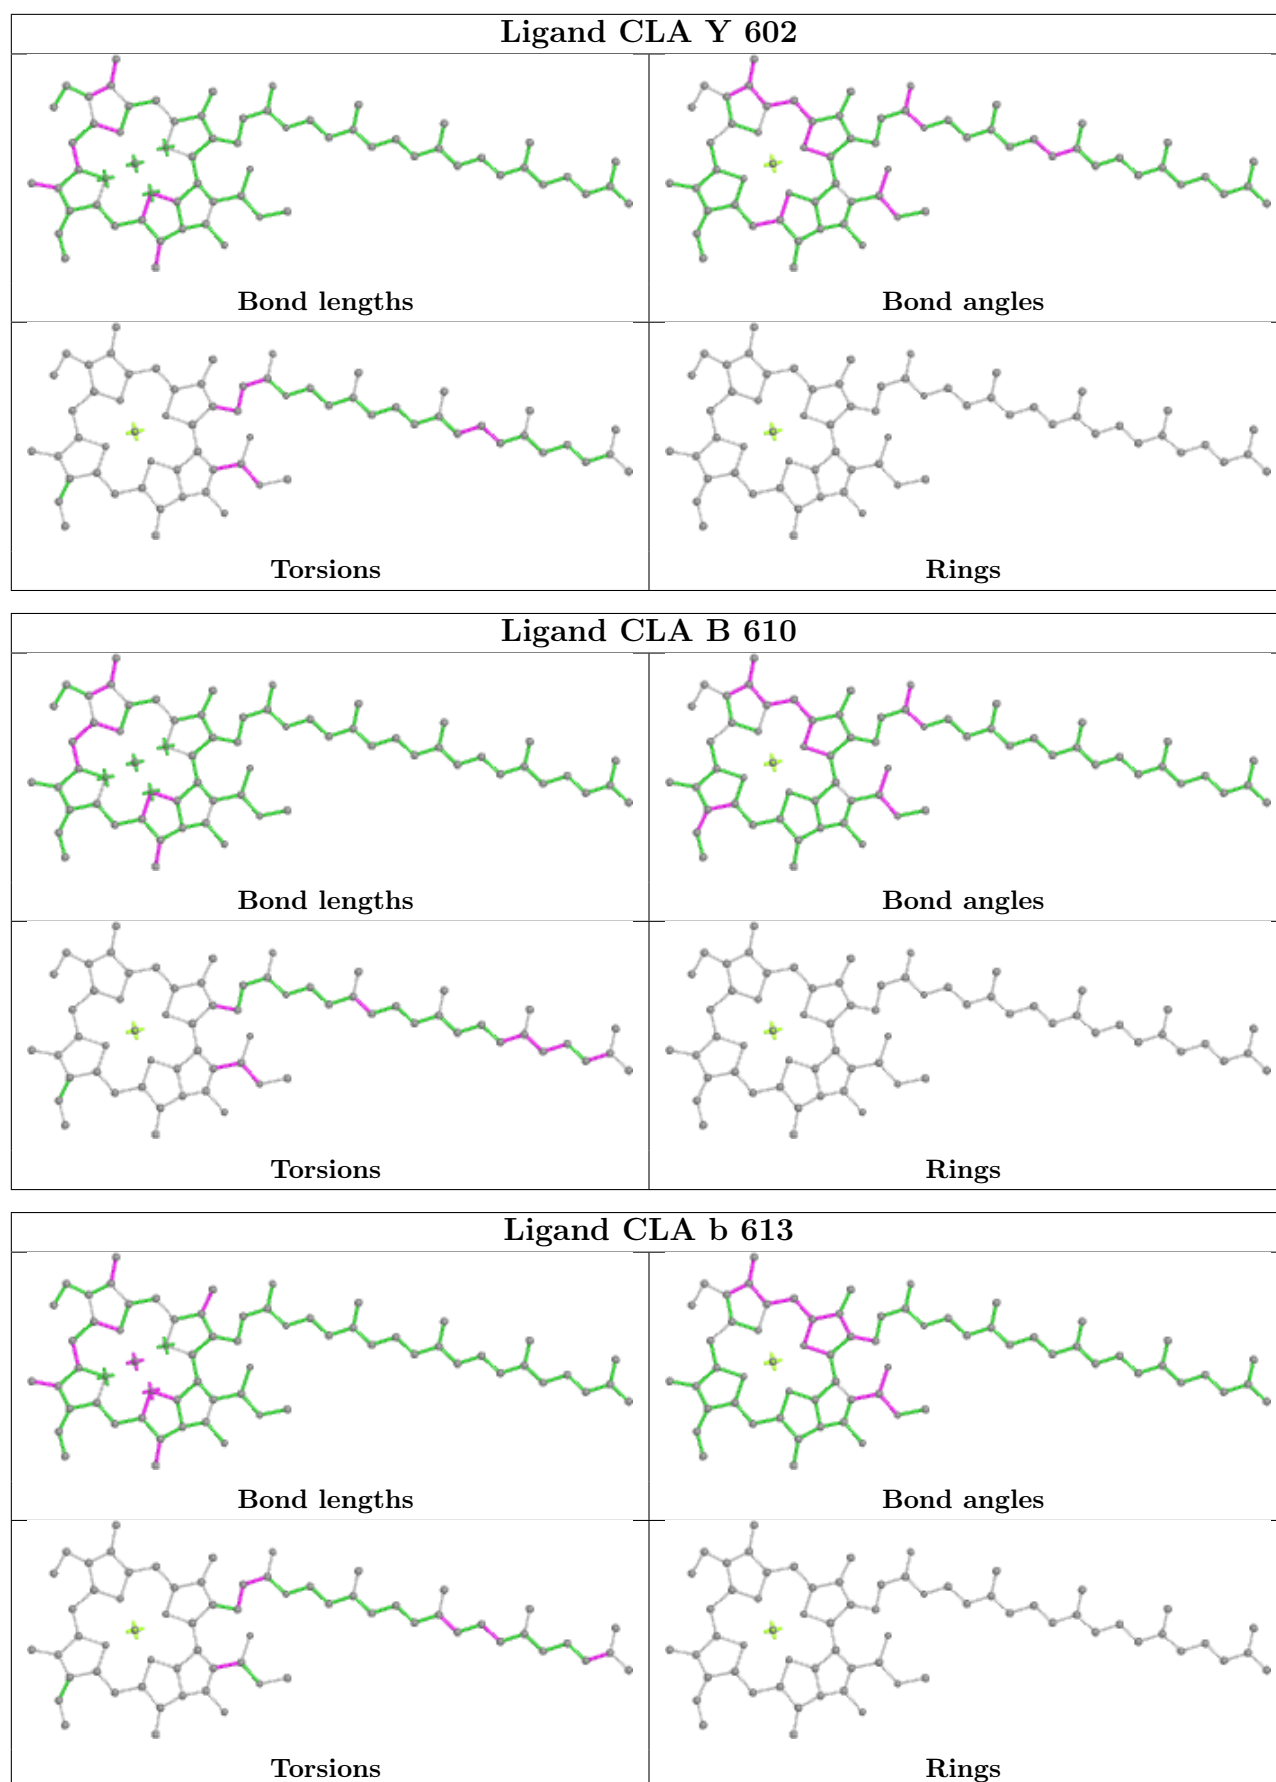 Ligand CLA Y 602
Bond lengths
Bond angles
Torsions
Rings
Ligand CLA B 610
Bond lengths
Bond angles
Torsions
Rings
Ligand CLA b 613
Bond lengths
Bond angles
Torsions
Rings